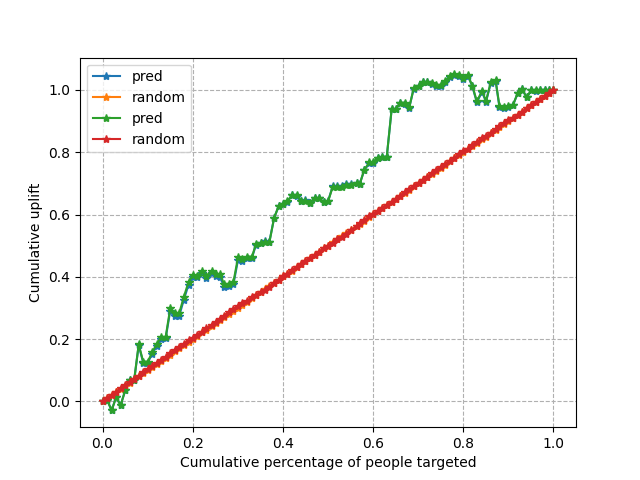 pred
random
pred
random
1.0
0.8
0.6
0.4
0.2
0.0
Cumulative uplift
0.0 0.2 0.4 0.6 0.8 1.0
Cumulative percentage of people targeted